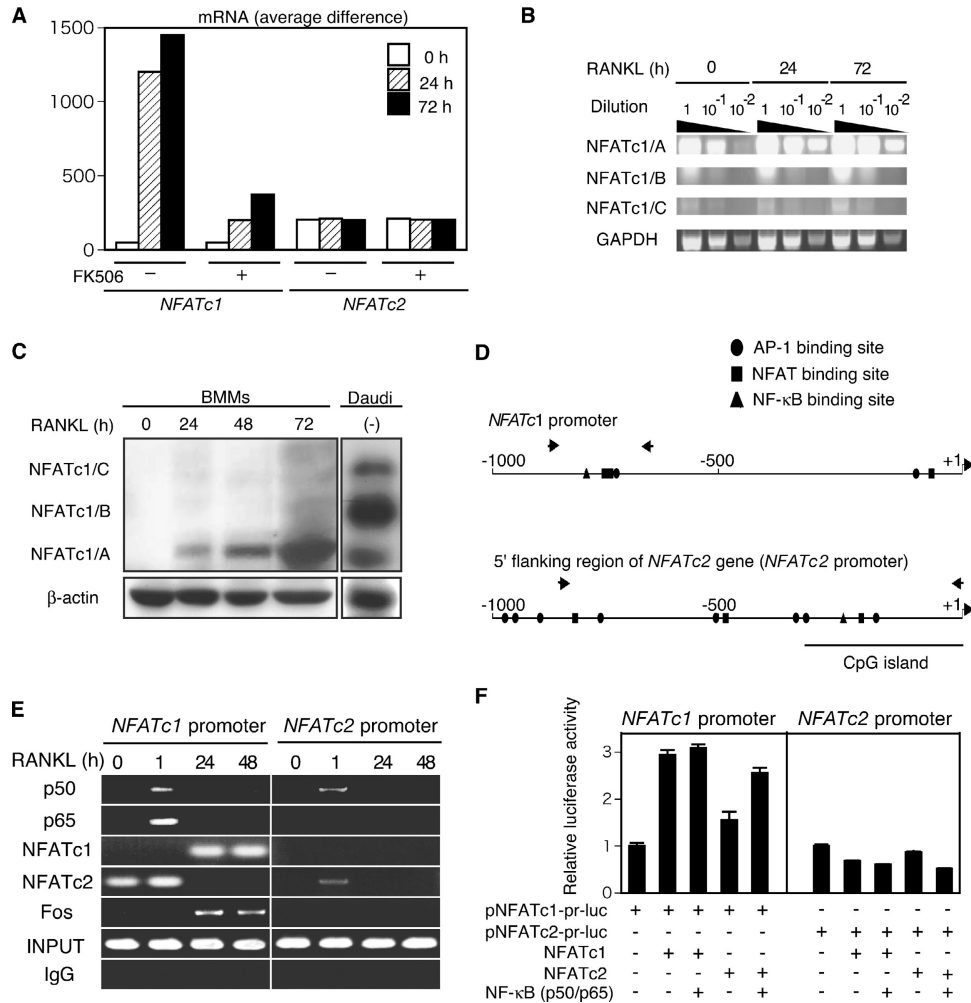 A
mRNA (average difference)
1500
1000
500
0
0 h
24 h
72 h
FK506 − + − +
NFATc1 NFATc2
B
RANKL (h) 0 24 72
Dilution 1 10⁻¹ 10⁻² 1 10⁻¹ 10⁻² 1 10⁻¹ 10⁻²
NFATc1/A
NFATc1/B
NFATc1/C
GAPDH
C
BMMs Daudi
RANKL (h) 0 24 48 72 (-)
NFATc1/C
NFATc1/B
NFATc1/A
β-actin
D
AP-1 binding site
NFAT binding site
NF-κB binding site
NFATc1 promoter
-1000 -500 +1
5' flanking region of NFATc2 gene (NFATc2 promoter)
-1000 -500 +1
CpG island
E
NFATc1 promoter NFATc2 promoter
RANKL (h) 0 1 24 48 0 1 24 48
p50
p65
NFATc1
NFATc2
Fos
INPUT
IgG
F
NFATc1 promoter NFATc2 promoter
Relative luciferase activity
3
2
1
0
pNFATc1-pr-luc + + + + + - - - - -
pNFATc2-pr-luc - - - - - + + + + +
NFATc1 - + + - - - + + - -
NFATc2 - - - + + - - - + +
NF-κB (p50/p65) - - + - + - - + - +